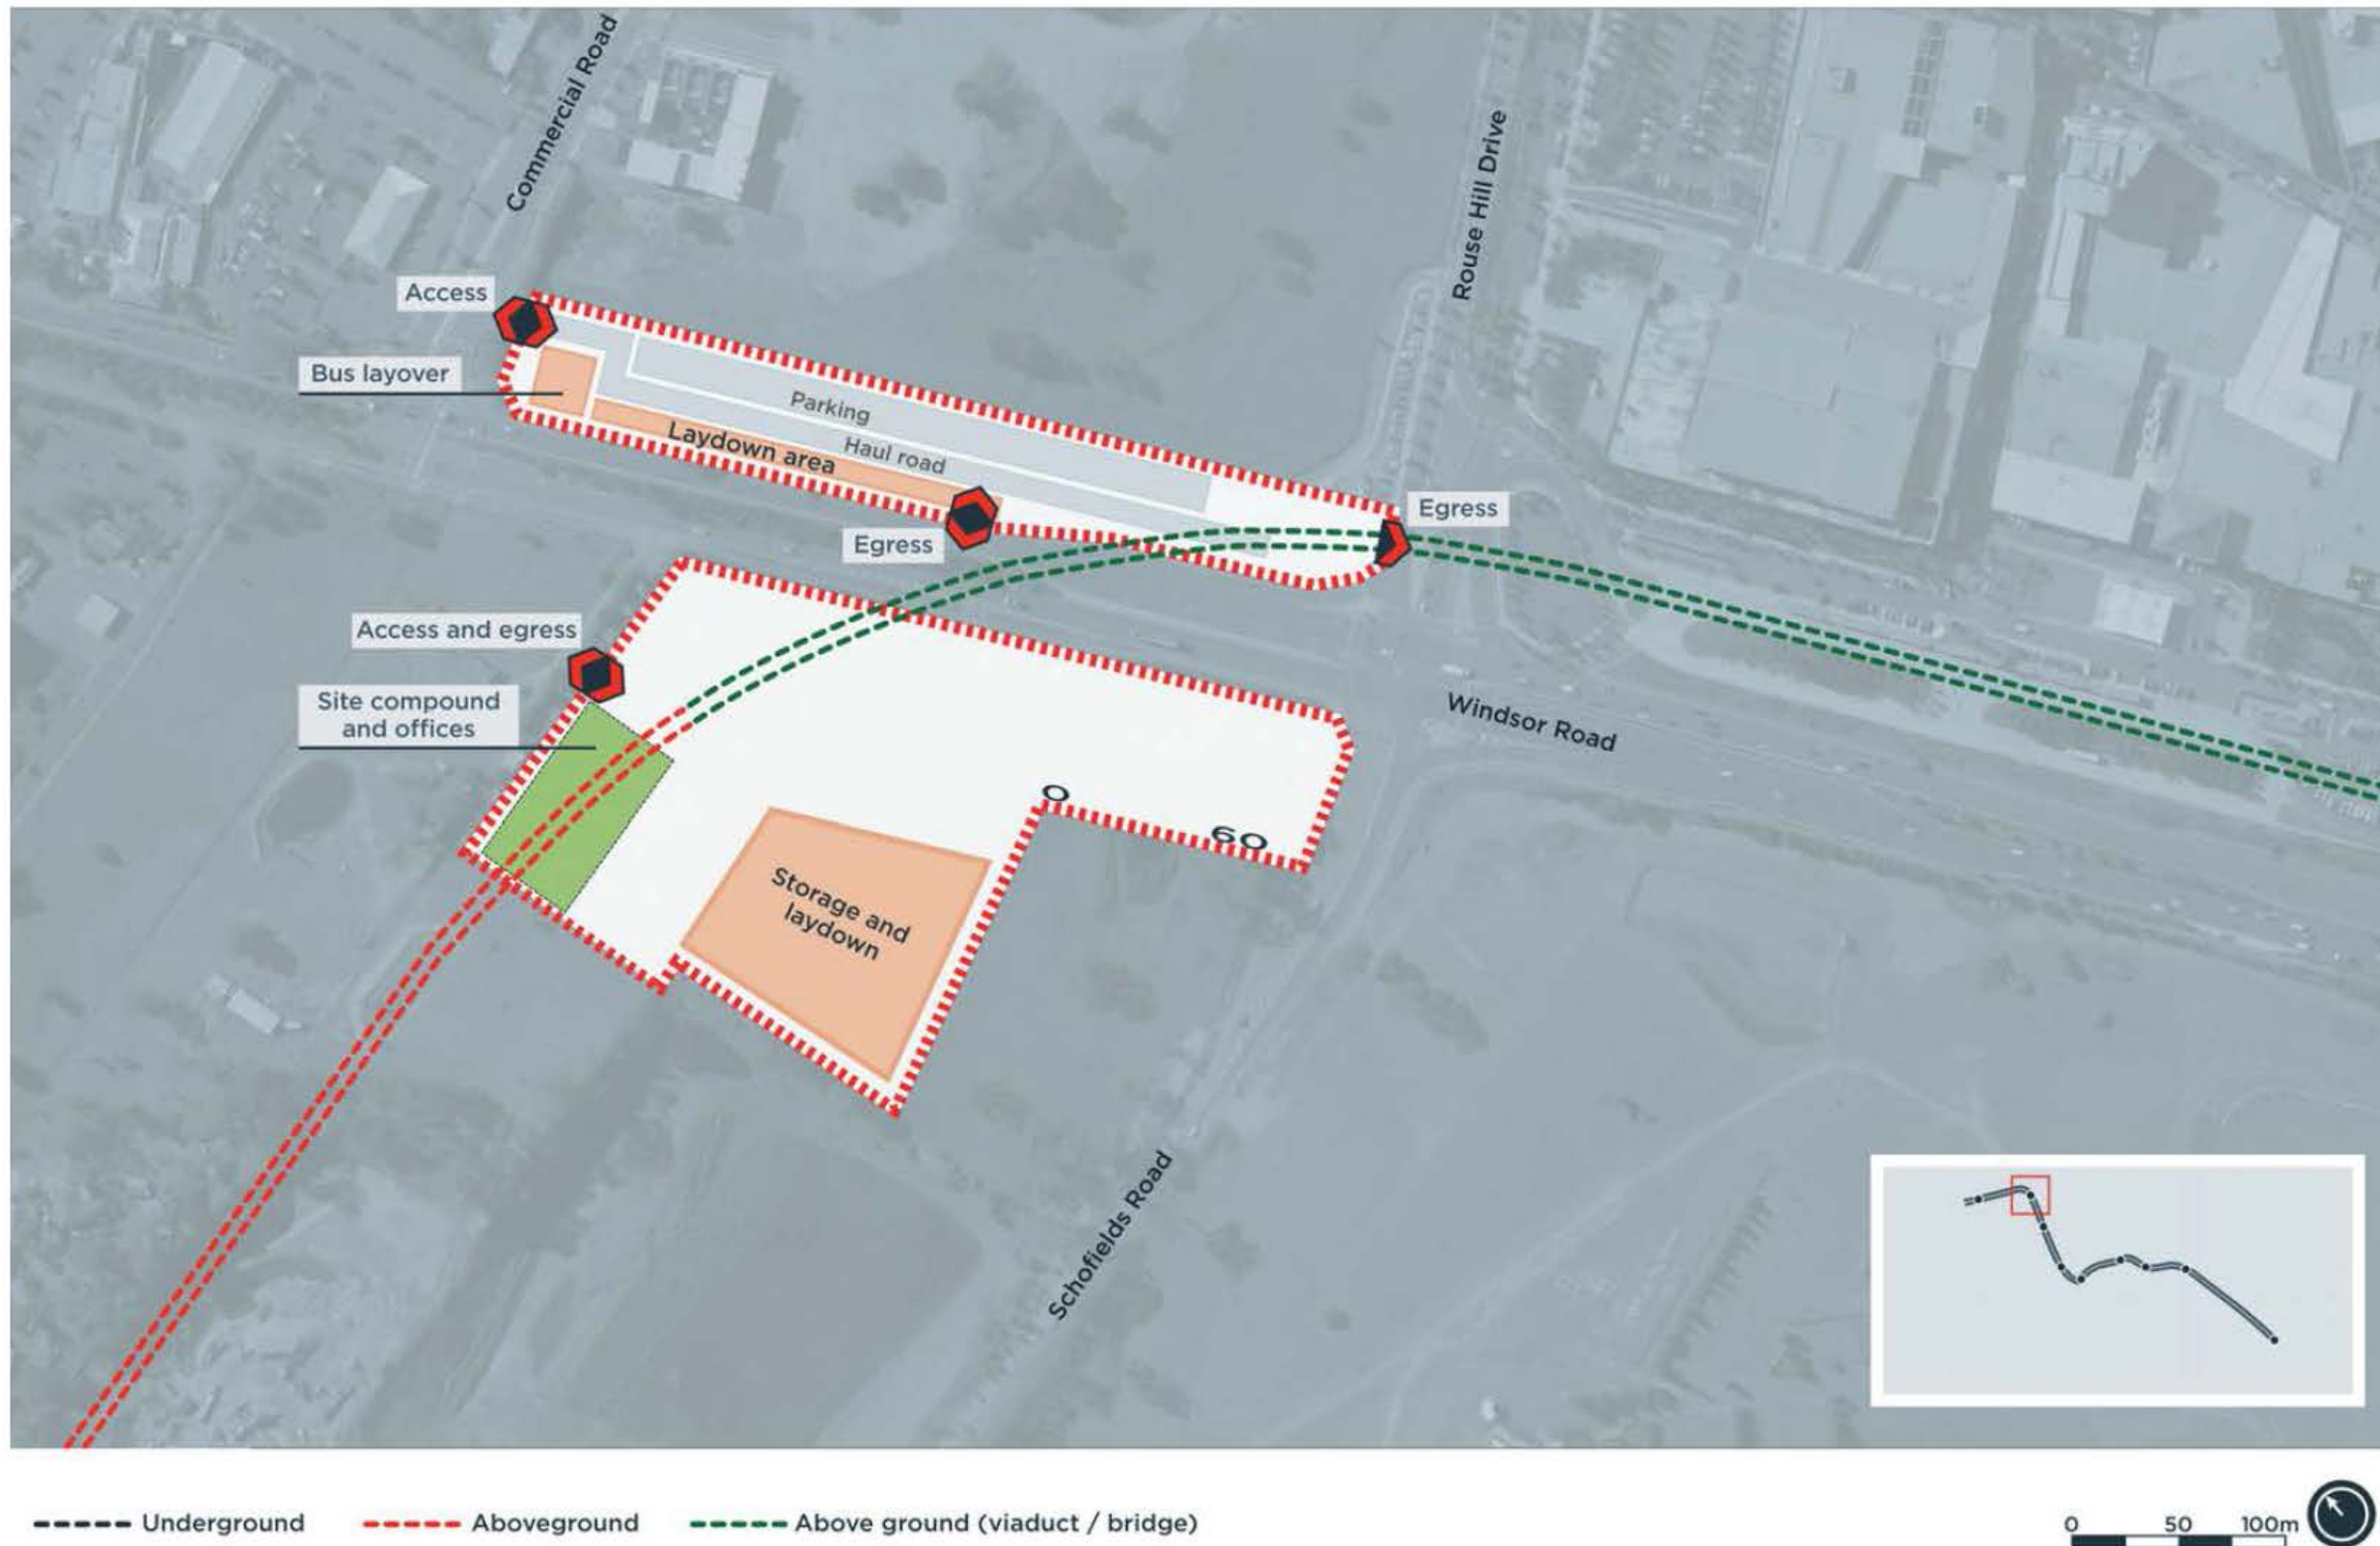 Commercial Road
Rouse Hill Drive
Access
Bus layover
Parking
Haul road
Laydown area
Egress
Egress
Access and egress
Site compound
and offices
Windsor Road
0
60
Storage and
laydown
Schofields Road
Underground
Aboveground
Above ground (viaduct / bridge)
0 50 100m